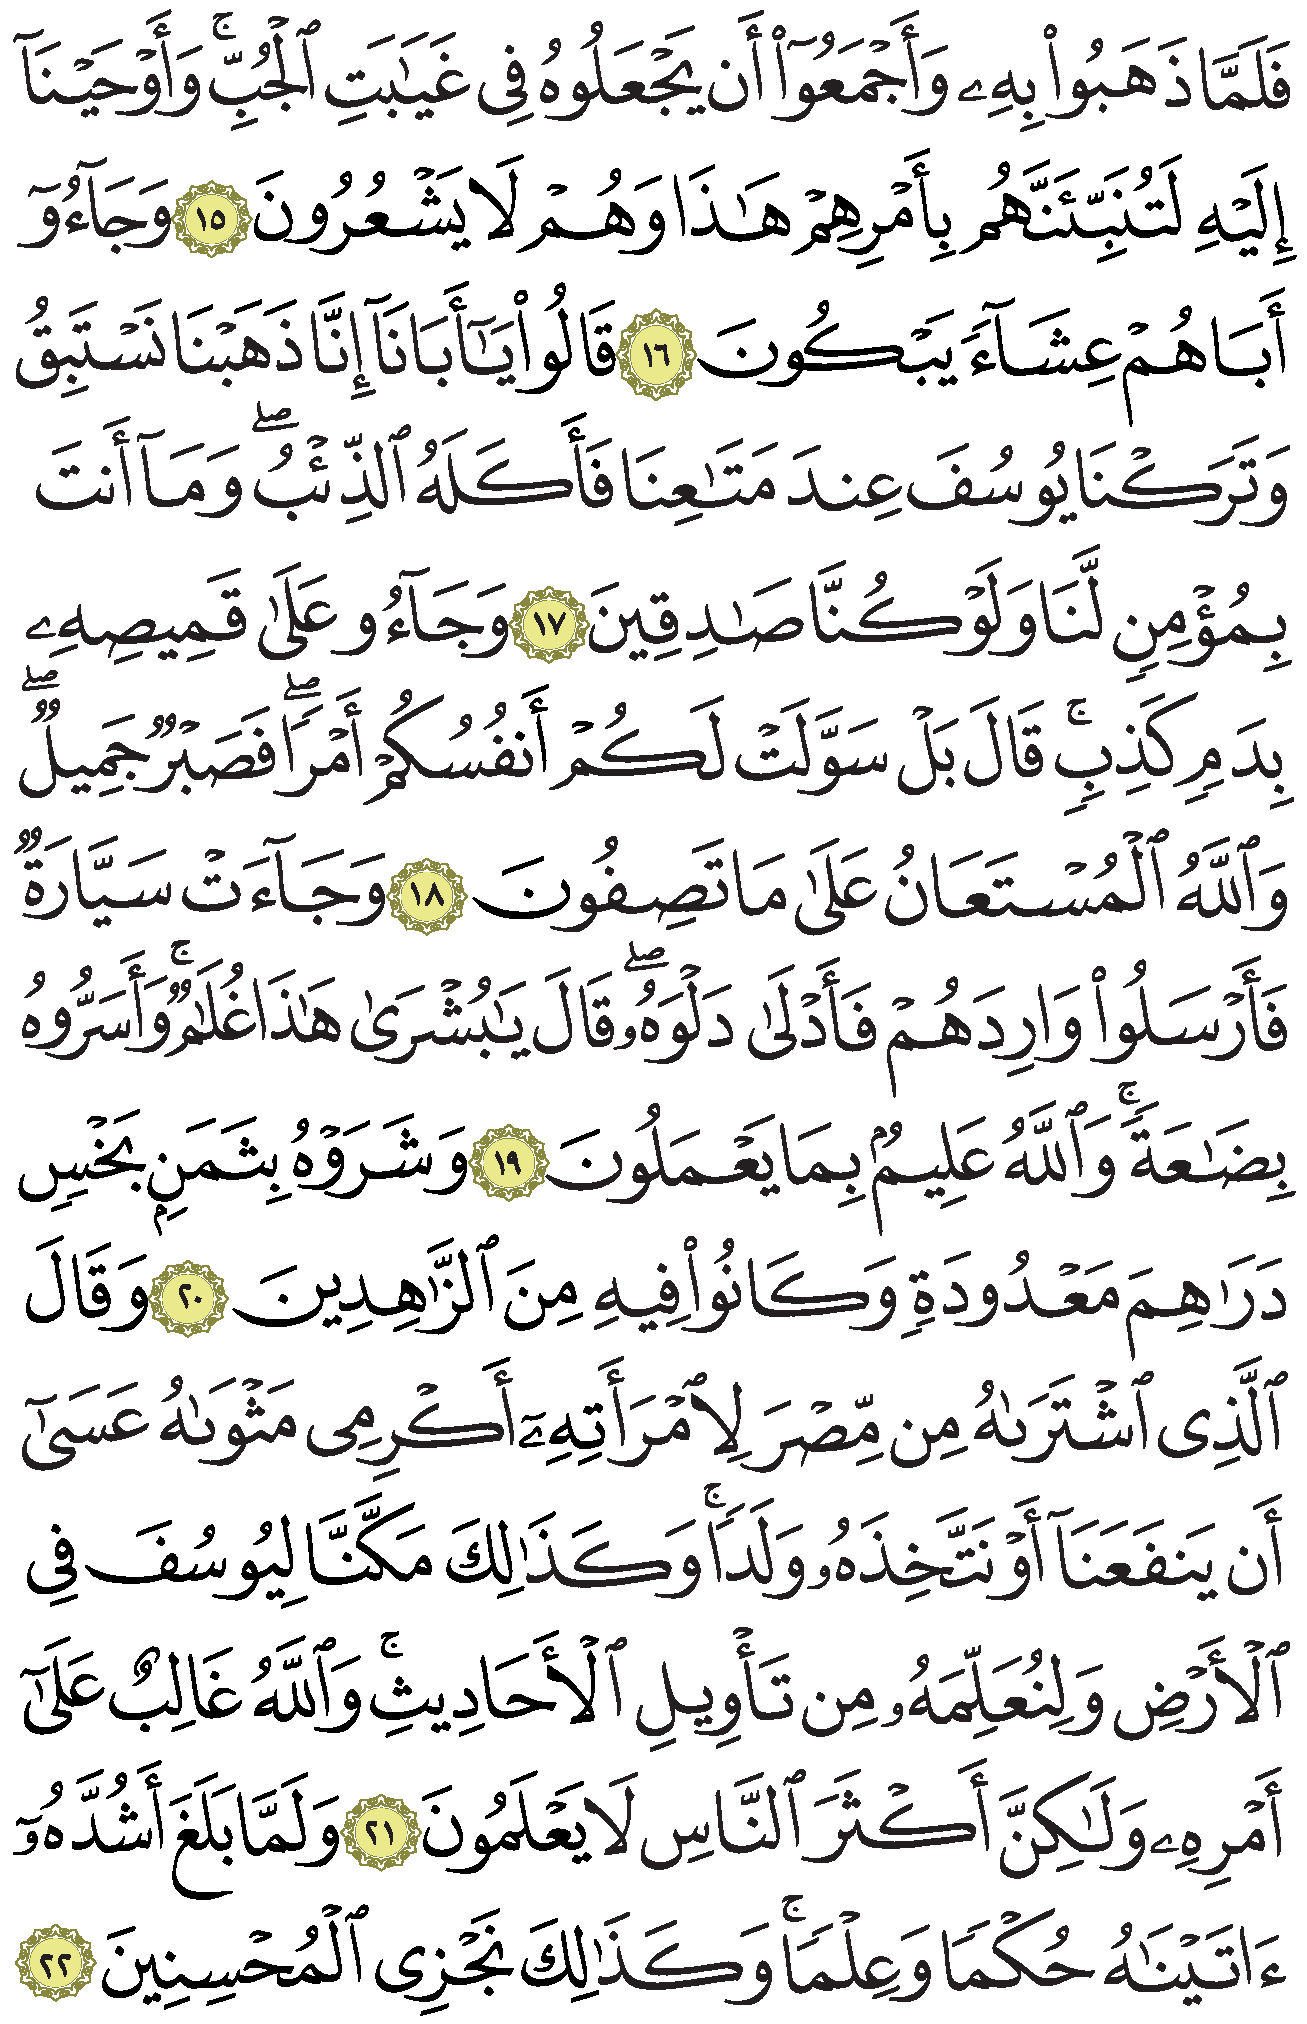 فَلَمَّا ذَهَبُوا۟ بِهِۦ وَأَجْمَعُوٓا۟ أَن يَجْعَلُوهُ فِى غَيَـٰبَتِ ٱلْجُبِّ ۚ وَأَوْحَيْنَآ
إِلَيْهِ لَتُنَبِّئَنَّهُم بِأَمْرِهِمْ هَـٰذَا وَهُمْ لَا يَشْعُرُونَ ١٥ وَجَآءُوٓ
أَبَاهُمْ عِشَآءً يَبْكُونَ ١٦ قَالُوا۟ يَـٰٓأَبَانَآ إِنَّا ذَهَبْنَا نَسْتَبِقُ
وَتَرَكْنَا يُوسُفَ عِندَ مَتَـٰعِنَا فَأَكَلَهُ ٱلذِّئْبُ ۖ وَمَآ أَنتَ
بِمُؤْمِنٍ لَّنَا وَلَوْ كُنَّا صَـٰدِقِينَ ١٧ وَجَآءُو عَلَىٰ قَمِيصِهِۦ
بِدَمٍ كَذِبٍ ۚ قَالَ بَلْ سَوَّلَتْ لَكُمْ أَنفُسُكُمْ أَمْرًا ۖ فَصَبْرٌ جَمِيلٌ ۖ
وَٱللَّهُ ٱلْمُسْتَعَانُ عَلَىٰ مَا تَصِفُونَ ١٨ وَجَآءَتْ سَيَّارَةٌ
فَأَرْسَلُوا۟ وَارِدَهُمْ فَأَدْلَىٰ دَلْوَهُۥ ۖ قَالَ يَـٰبُشْرَىٰ هَـٰذَا غُلَـٰمٌ ۚ وَأَسَرُّوهُ
بِضَـٰعَةً ۚ وَٱللَّهُ عَلِيمٌۢ بِمَا يَعْمَلُونَ ١٩ وَشَرَوْهُ بِثَمَنٍۭ بَخْسٍ
دَرَٰهِمَ مَعْدُودَةٍ وَكَانُوا۟ فِيهِ مِنَ ٱلزَّٰهِدِينَ ٢٠ وَقَالَ
ٱلَّذِى ٱشْتَرَىٰهُ مِن مِّصْرَ لِٱمْرَأَتِهِۦٓ أَكْرِمِى مَثْوَىٰهُ عَسَىٰٓ
أَن يَنفَعَنَآ أَوْ نَتَّخِذَهُۥ وَلَدًا ۚ وَكَذَٰلِكَ مَكَّنَّا لِيُوسُفَ فِى
ٱلْأَرْضِ وَلِنُعَلِّمَهُۥ مِن تَأْوِيلِ ٱلْأَحَادِيثِ ۚ وَٱللَّهُ غَالِبٌ عَلَىٰٓ
أَمْرِهِۦ وَلَـٰكِنَّ أَكْثَرَ ٱلنَّاسِ لَا يَعْلَمُونَ ٢١ وَلَمَّا بَلَغَ أَشُدَّهُۥٓ
ءَاتَيْنَـٰهُ حُكْمًا وَعِلْمًا ۚ وَكَذَٰلِكَ نَجْزِى ٱلْمُحْسِنِينَ ٢٢